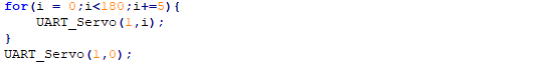 for(i = 0;i<180;i+=5){
    UART_Servo(1,i);
}
UART_Servo(1,0);